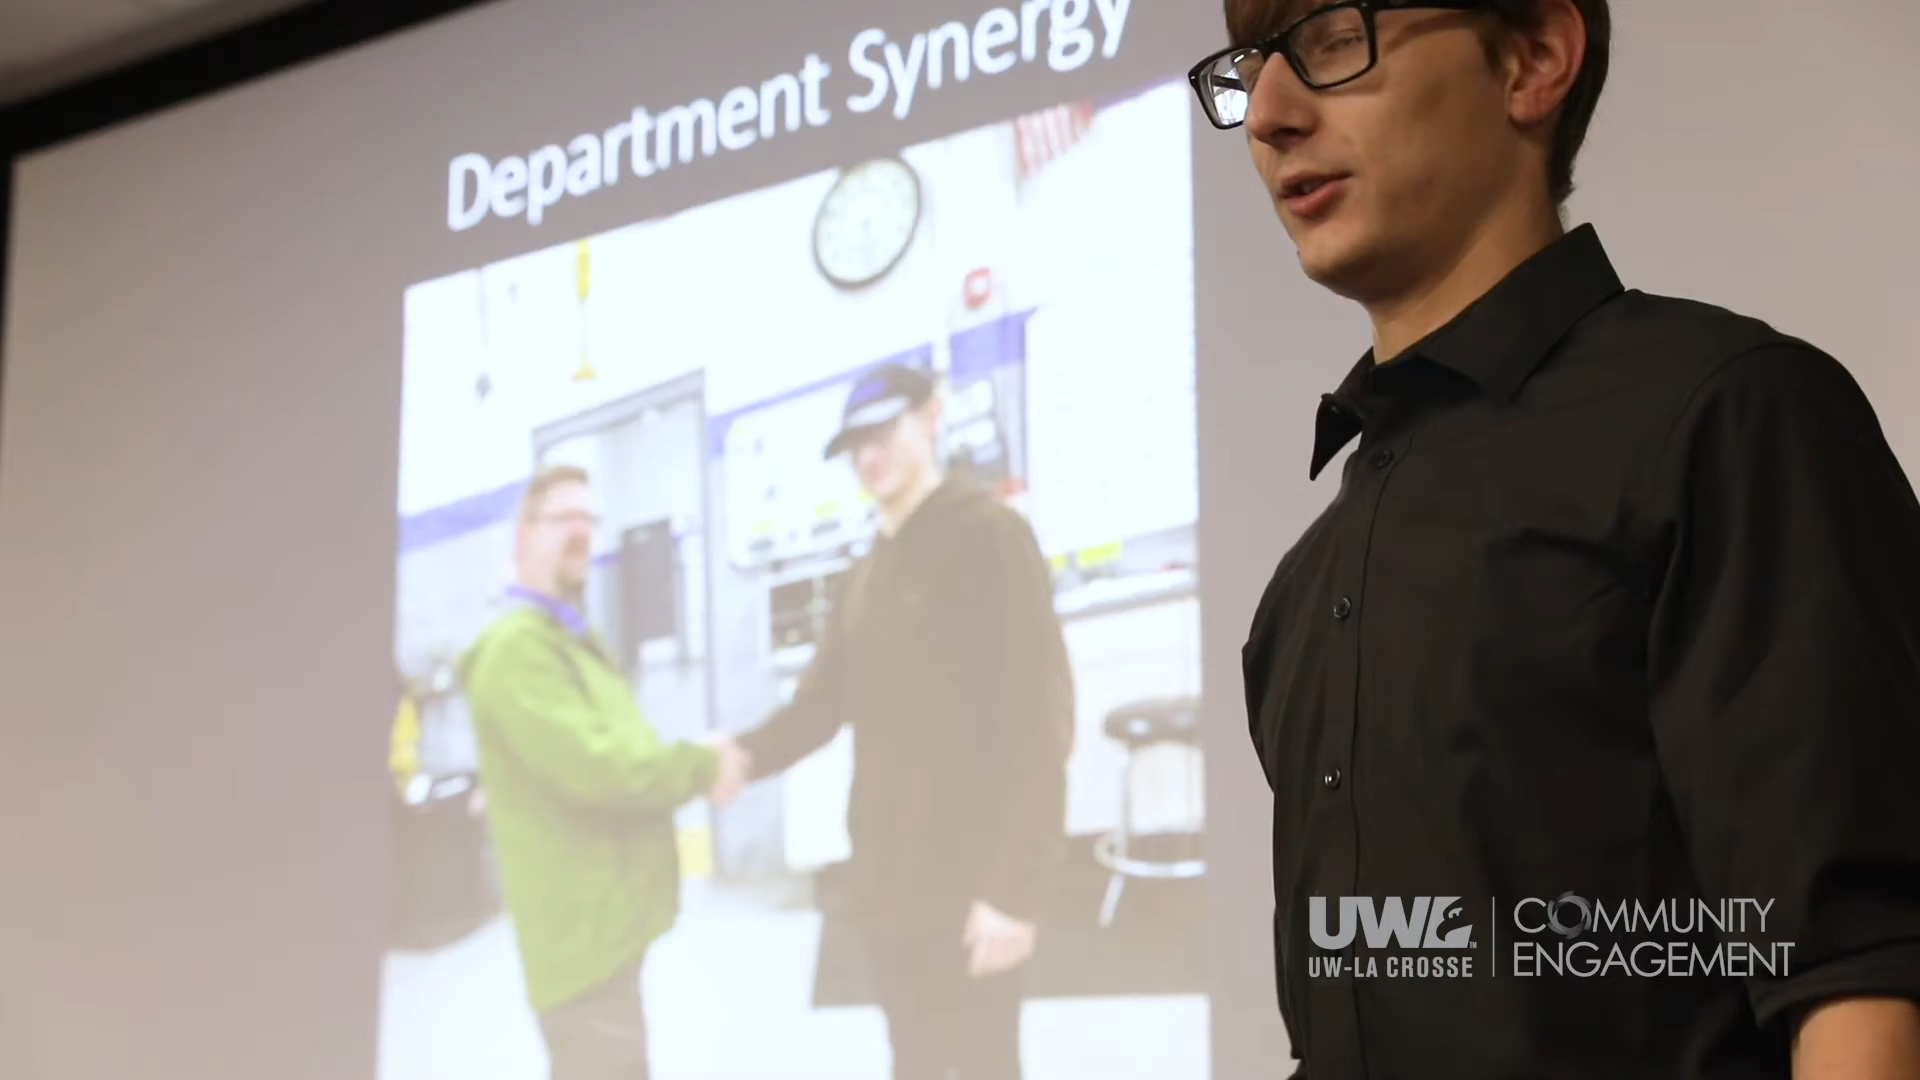 Department Synergy
UWL
UW-LA CROSSE
COMMUNITY
ENGAGEMENT